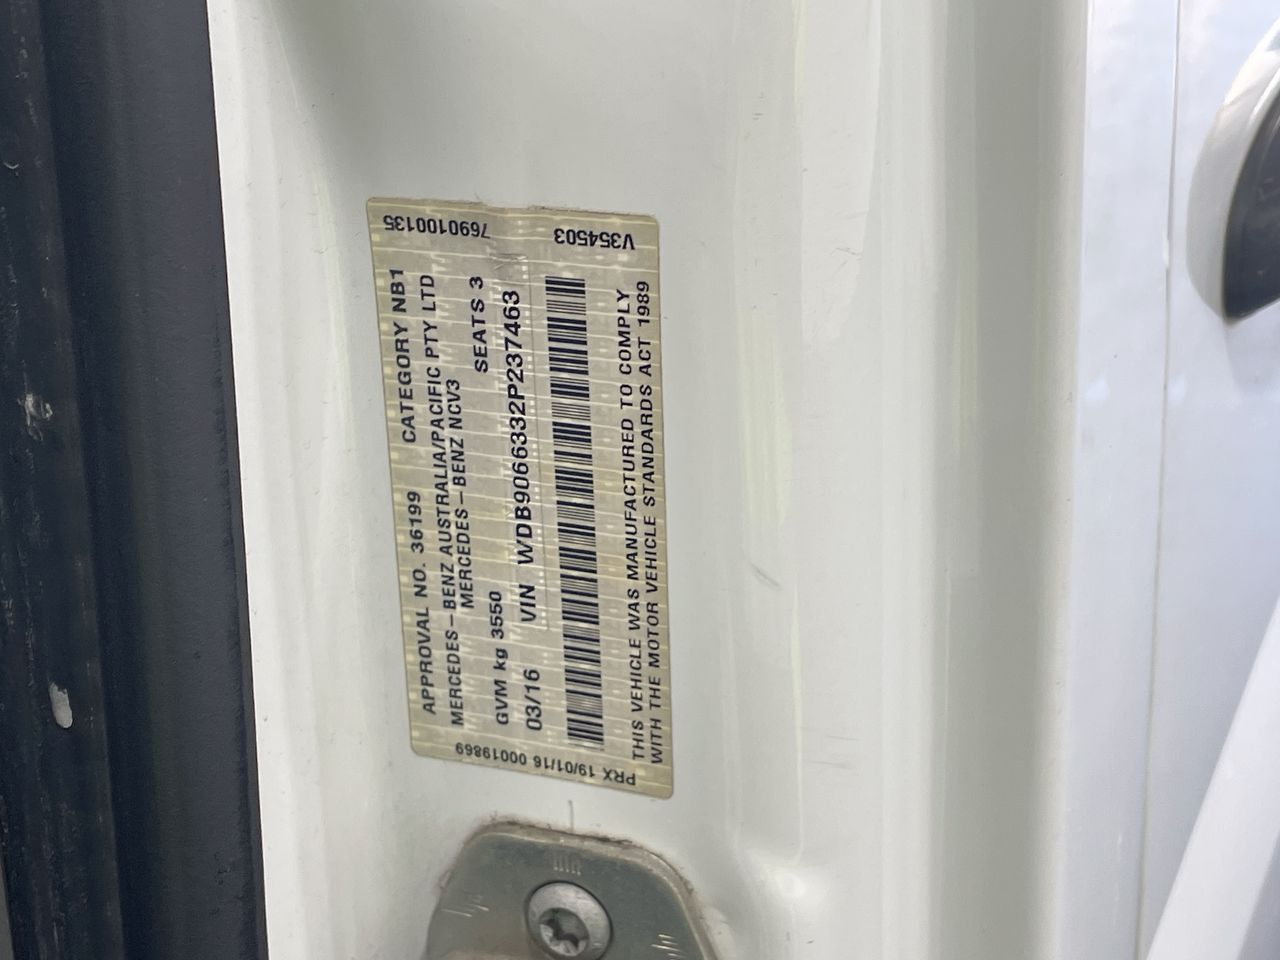 7690100135
V354503
APPROVAL NO. 36199 CATEGORY NB1
MERCEDES-BENZ AUSTRALIA/PACIFIC PTY LTD
MERCEDES-BENZ NCV3
GVM kg 3550 SEATS 3
03/16 VIN WDB9066332P237463
THIS VEHICLE WAS MANUFACTURED TO COMPLY
WITH THE MOTOR VEHICLE STANDARDS ACT 1989
PRX 19/01/16 00019869